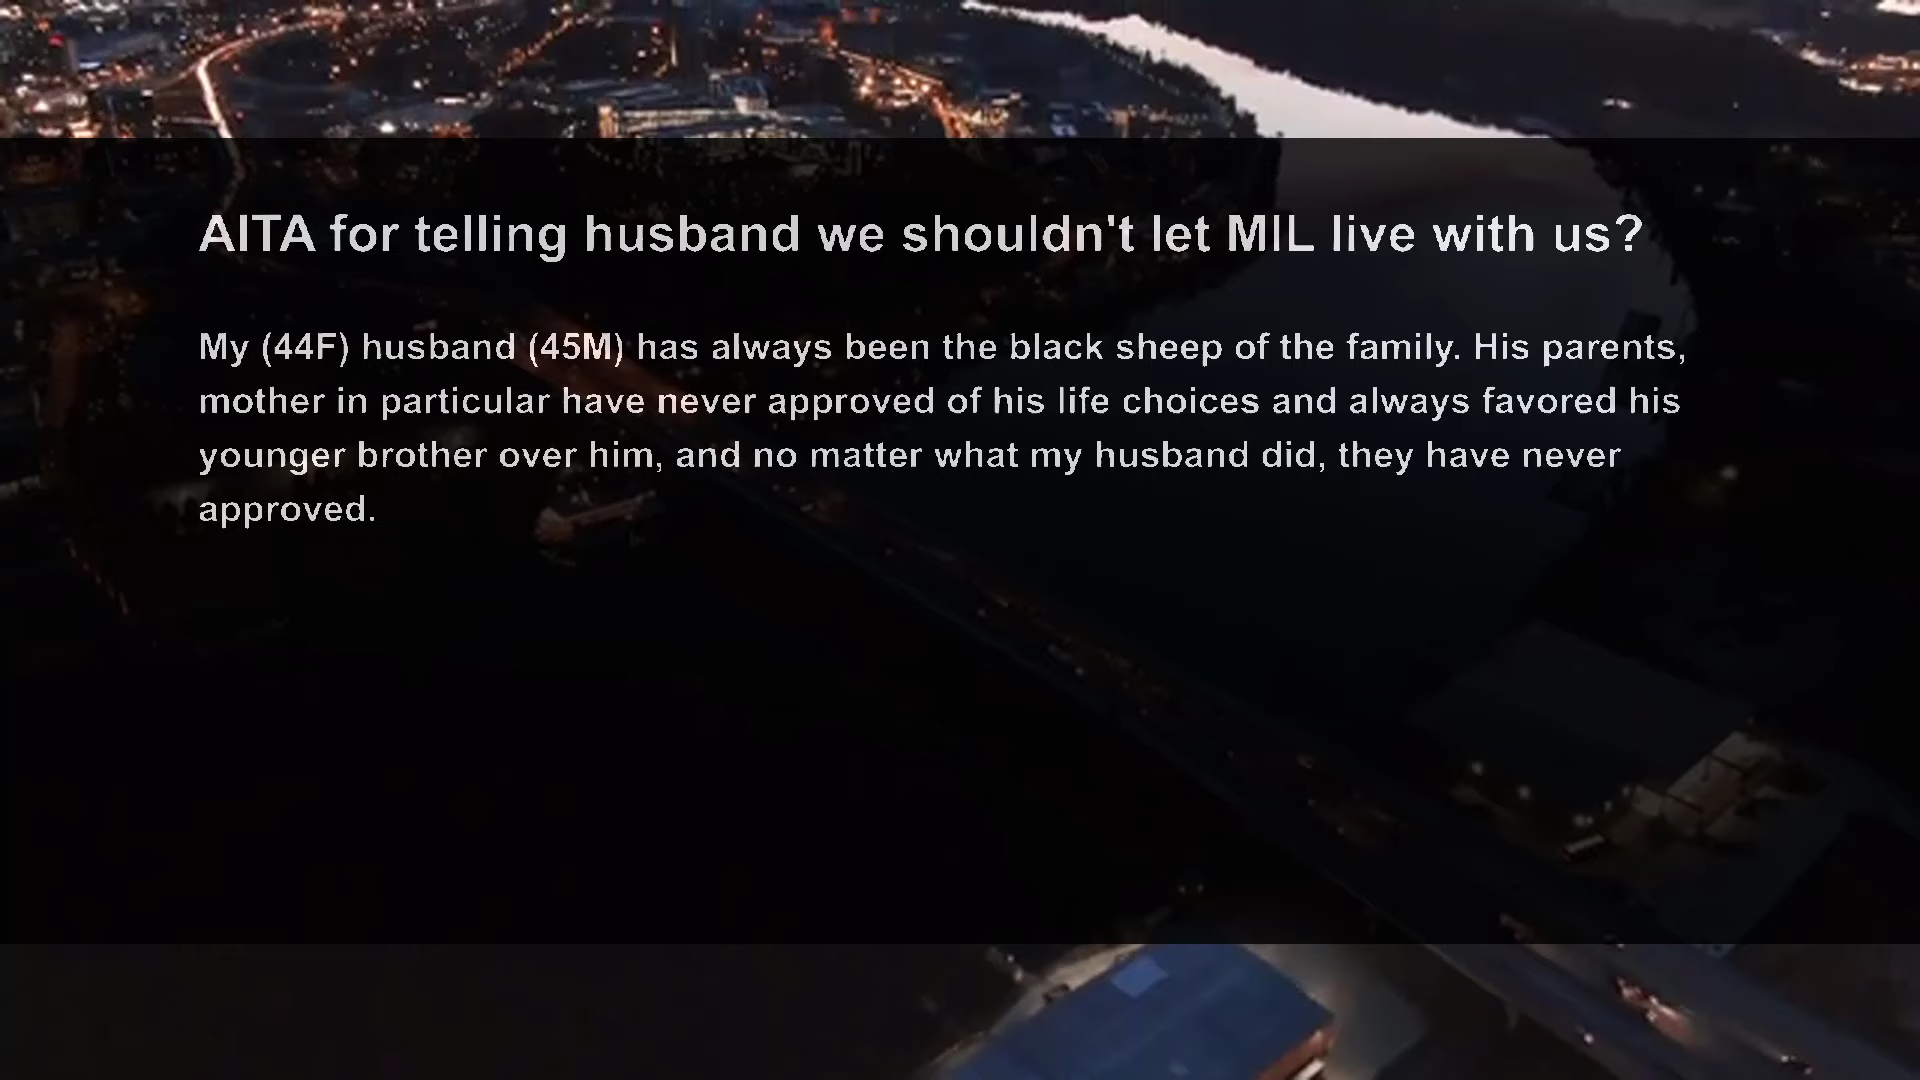 AITA for telling husband we shouldn't let MIL live with us?
My (44F) husband (45M) has always been the black sheep of the family. His parents,
mother in particular have never approved of his life choices and always favored his
younger brother over him, and no matter what my husband did, they have never
approved.